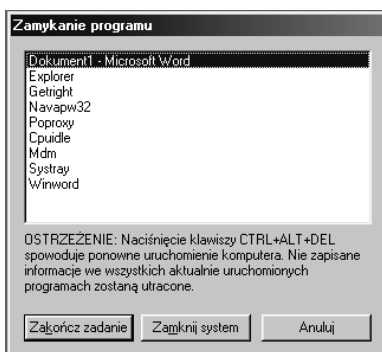 Zamykanie programu
Dokument1 - Microsoft Word
Explorer
Getright
Navapw32
Poproxy
Cpuidle
Mdm
Systray
Winword
OSTRZEŻENIE: Naciśnięcie klawiszy CTRL+ALT+DEL
spowoduje ponowne uruchomienie komputera. Nie zapisane
informacje we wszystkich aktualnie uruchomionych
programach zostaną utracone.
Zakończ zadanie Zamknij system Anuluj